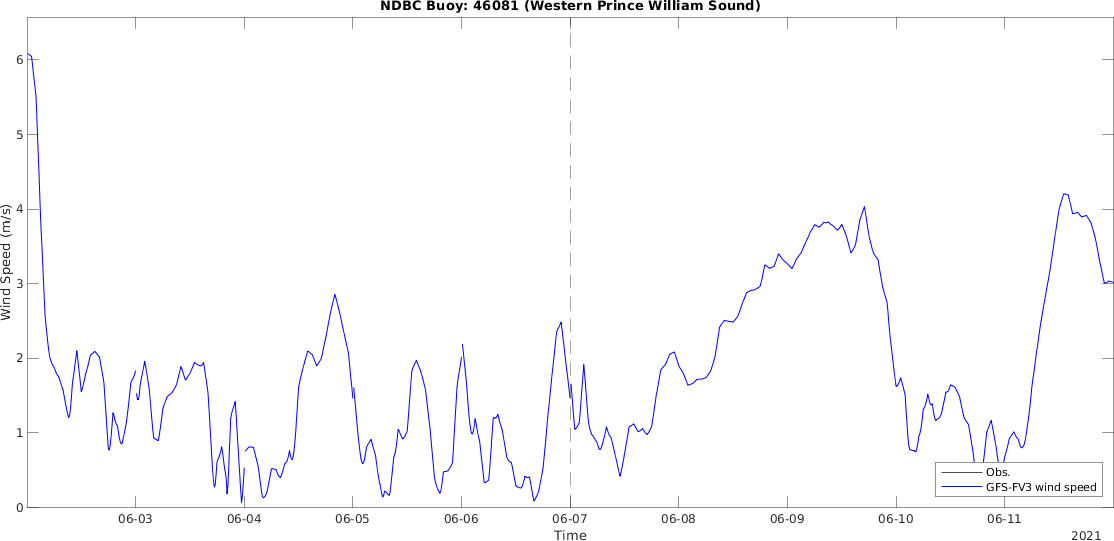 NDBC Buoy: 46081 (Western Prince William Sound)
6
5
4
3
2
1
0
Wind Speed (m/s)
Obs.
GFS-FV3 wind speed
06-03 06-04 06-05 06-06 06-07 06-08 06-09 06-10 06-11
Time
2021